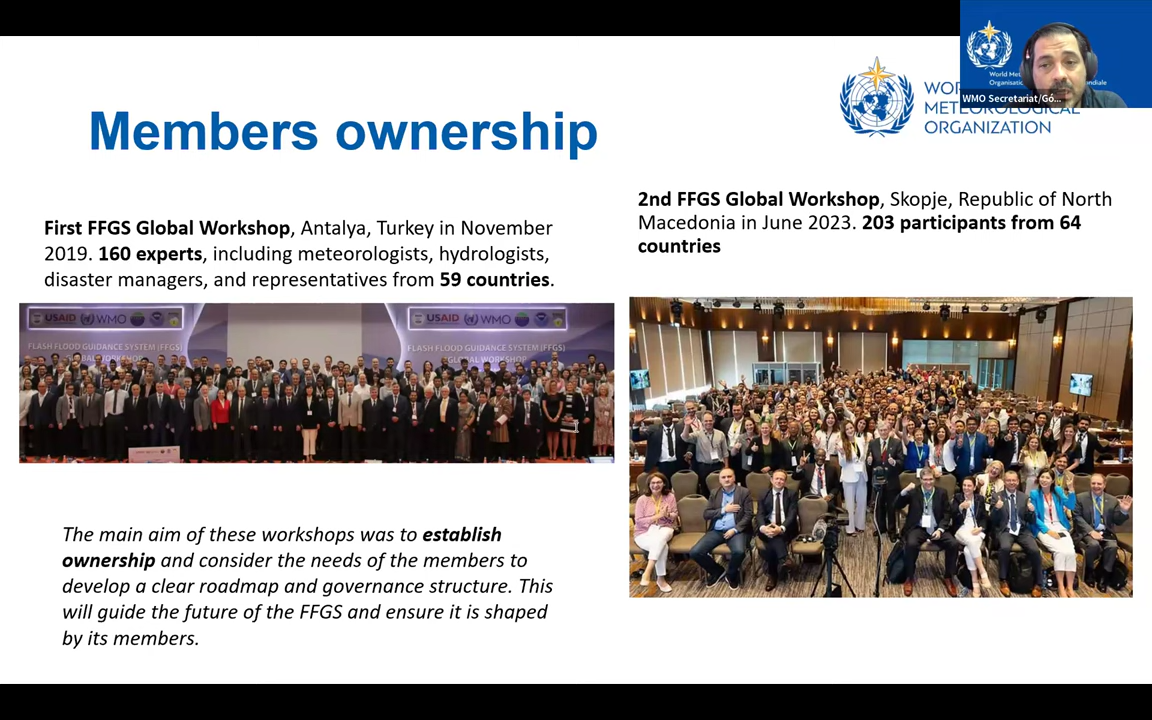 Members ownership
METEOROLOGICAL
ORGANIZATION
World Met
Organisatio
WMO Secretariat/Gó...
First FFGS Global Workshop, Antalya, Turkey in November
2019. 160 experts, including meteorologists, hydrologists,
disaster managers, and representatives from 59 countries.
2nd FFGS Global Workshop, Skopje, Republic of North
Macedonia in June 2023. 203 participants from 64
countries
USAID WMO
USAID WMO
FLASH FLOOD GUIDANCE SYSTEM (FFGS)
FLASH FLOOD GUIDANCE SYSTEM (FFGS)
GLOBAL WORKSHOP
The main aim of these workshops was to establish
ownership and consider the needs of the members to
develop a clear roadmap and governance structure. This
will guide the future of the FFGS and ensure it is shaped
by its members.